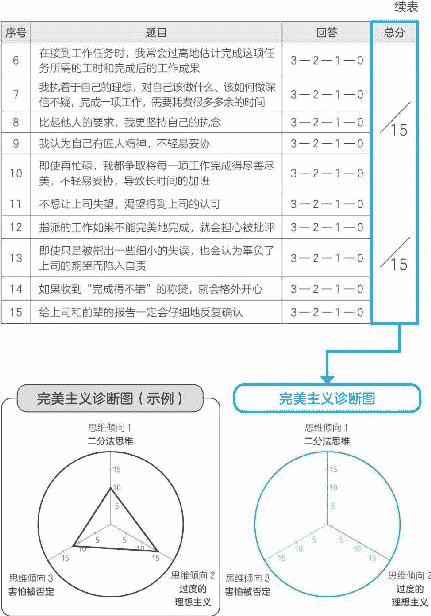 续表
序号 题目 回答 总分
6 在接到工作任务时，我常会过高地估计完成这项任
务所需的工时和完成后的工作成果 3－2－1－0
7 我执着于自己的理想，对自己该做什么、该如何做深
信不疑，完成一项工作，需要耗费很多多余的时间 3－2－1－0
8 比起他人的要求，我更坚持自己的执念 3－2－1－0
9 我认为自己有匠人精神，不轻易妥协 3－2－1－0
10 即使再忙碌，我都争取将每一项工作完成得尽善尽
美，不轻易妥协，导致长时间的加班 3－2－1－0
／15
11 不想让上司失望，渴望得到上司的认可 3－2－1－0
12 指派的工作如果不能完美地完成，就会担心被批评 3－2－1－0
13 即使只是被指出一些细小的失误，也会认为辜负了
上司的期望而陷入自责 3－2－1－0
14 如果收到“完成得不错”的称赞，就会格外开心 3－2－1－0
15 给上司和前辈的报告一定会仔细地反复确认 3－2－1－0
／15
完美主义诊断图（示例）
思维倾向 1
二分法思维
15
10
5
5 5
10 10
15 15
思维倾向 3
害怕被否定
思维倾向 2
过度的
理想主义
完美主义诊断图
思维倾向 1
二分法思维
15
10
5
5 5
10 10
15 15
思维倾向 3
害怕被否定
思维倾向 2
过度的
理想主义